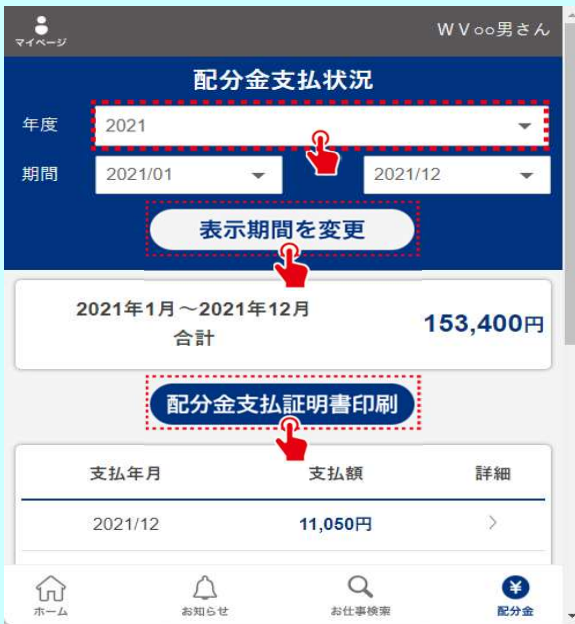 マイページ
ＷＶ○○男さん
配分金支払状況
年度 2021
期間 2021/01 2021/12
表示期間を変更
2021年1月～2021年12月
合計
153,400円
配分金支払証明書印刷
支払年月 支払額 詳細
2021/12 11,050円 >
¥
ホーム お知らせ お仕事検索 配分金